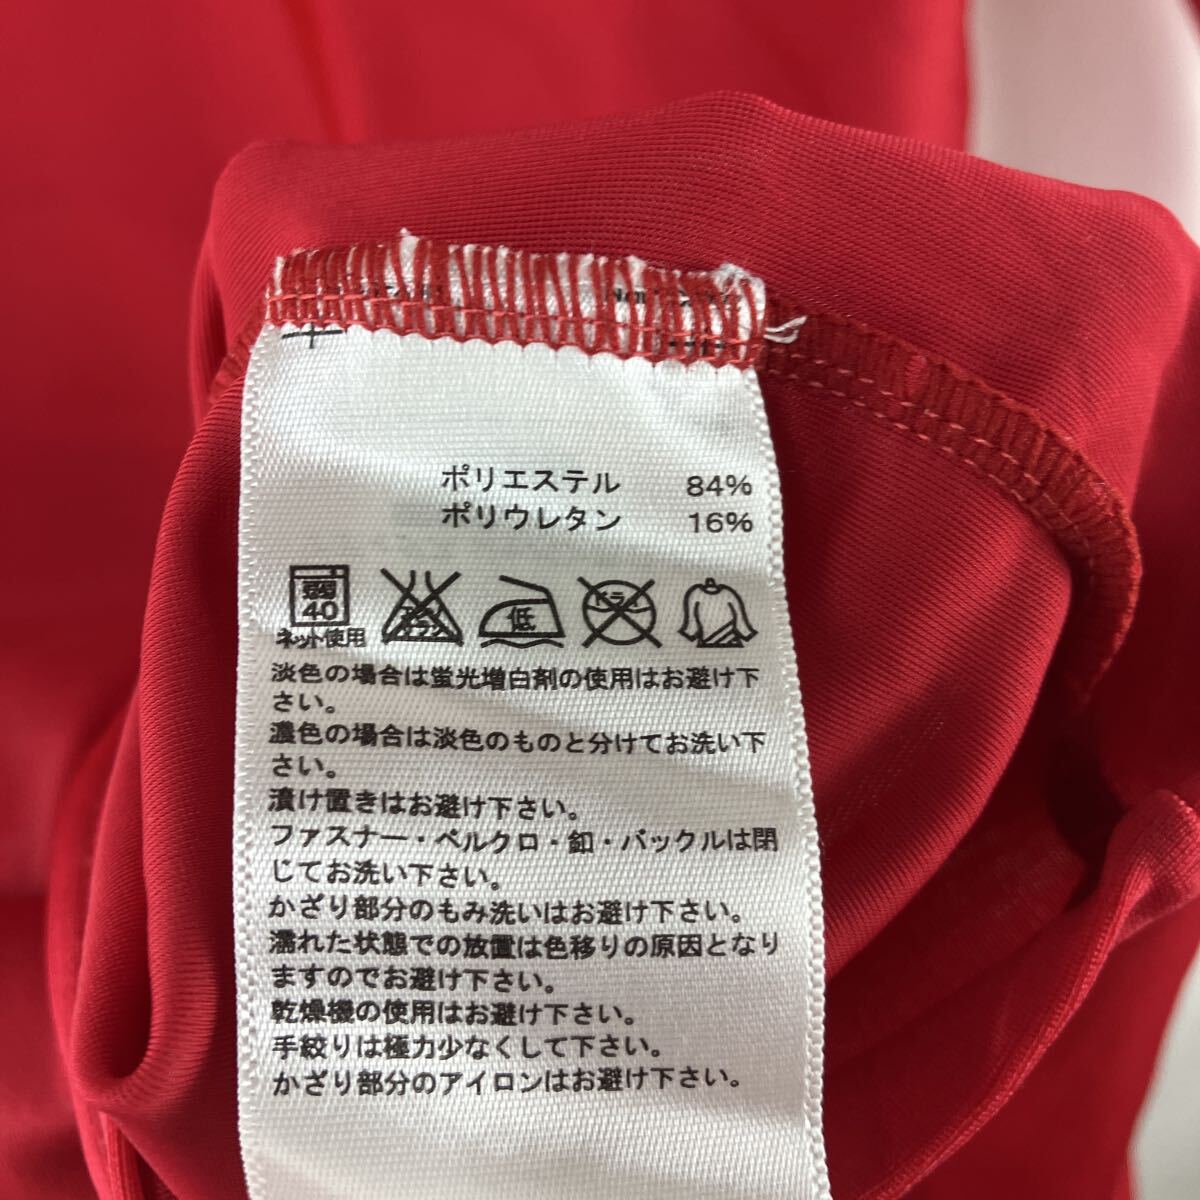 ポリエステル 84%
ポリウレタン 16%
弱 40 低 ドライ
ネット使用
淡色の場合は蛍光増白剤の使用はお避け下
さい。
濃色の場合は淡色のものと分けてお洗い下
さい。
漬け置きはお避け下さい。
ファスナー・ベルクロ・釦・バックルは閉
じてお洗い下さい。
かざり部分のもみ洗いはお避け下さい。
濡れた状態での放置は色移りの原因となり
ますのでお避け下さい。
乾燥機の使用はお避け下さい。
手絞りは極力少なくして下さい。
かざり部分のアイロンはお避け下さい。